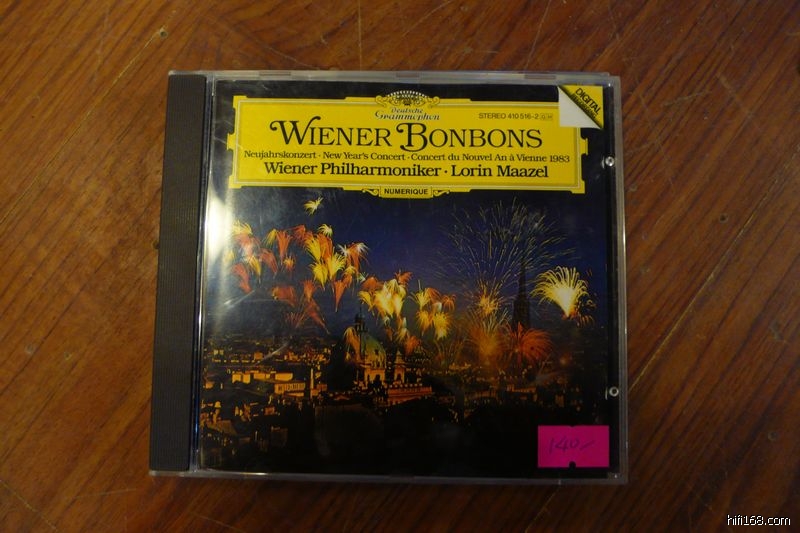 Deutsche
Grammophon
STEREO 410 516-2 GH
DIGITAL
WIENER BONBONS
Neujahrskonzert · New Year's Concert · Concert du Nouvel An à Vienne 1983
Wiener Philharmoniker · Lorin Maazel
NUMERIQUE
140,-
hifi168.com